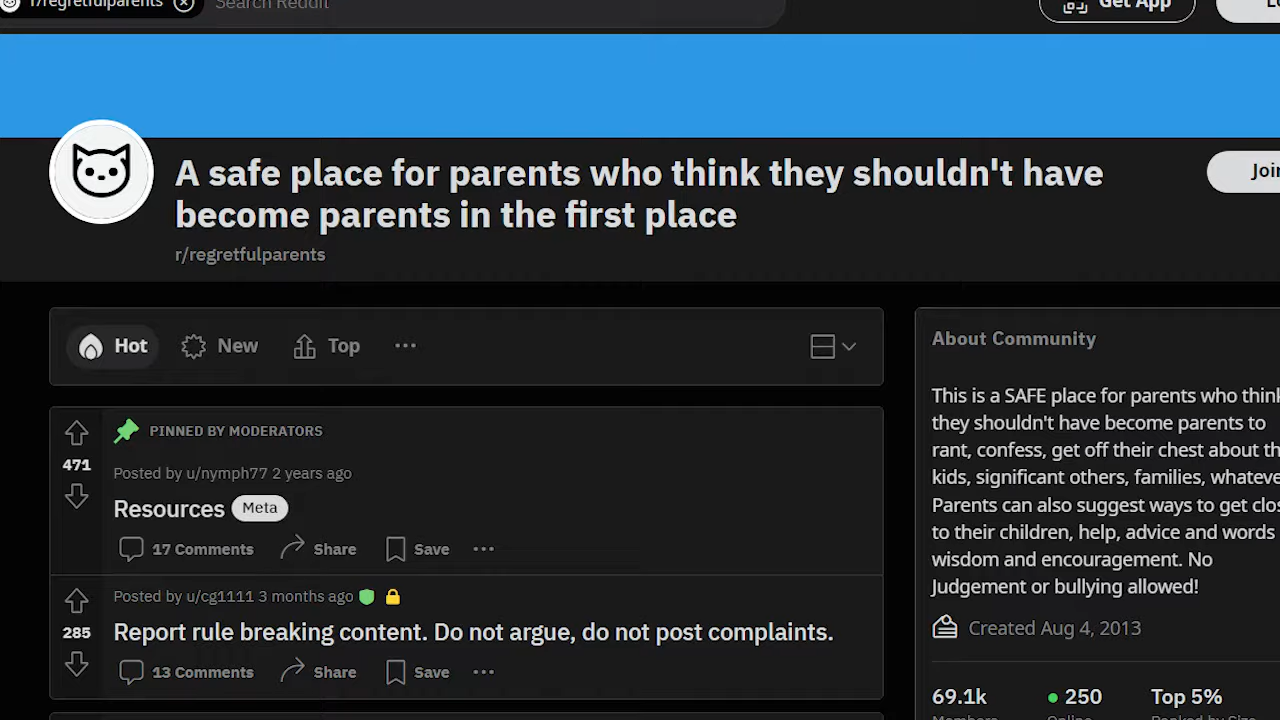 r/regretfulparents
Search Reddit
Get App
A safe place for parents who think they shouldn't have
become parents in the first place
Join
r/regretfulparents
Hot
New
Top
About Community
This is a SAFE place for parents who think
they shouldn't have become parents to
rant, confess, get off their chest about
kids, significant others, families,
Parents can also suggest ways to get
to their children, help, advice and words
wisdom and encouragement. No
Judgement or bullying allowed!
Created Aug 4, 2013
69.1k
250
Top 5%
Members
Online
Ranked by Size
PINNED BY MODERATORS
471
Posted by u/nymph77 2 years ago
Resources Meta
17 Comments Share Save
Posted by u/cg1111 3 months ago
285
Report rule breaking content. Do not argue, do not post complaints.
13 Comments Share Save